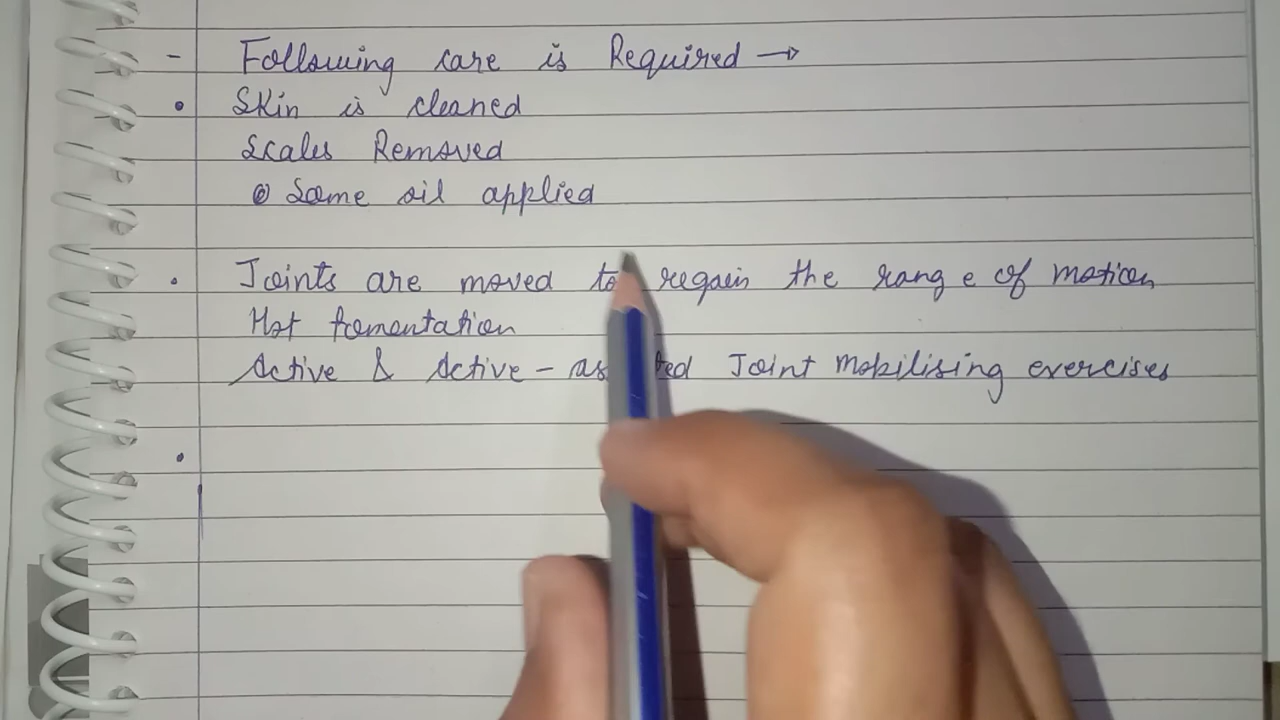 - Following care is Required →
• Skin is cleaned
Scales Removed
Some oil applied
• Joints are moved to regain the range of motion
Hot fomentation
Active & Active - Joint Mobilising exercises
•